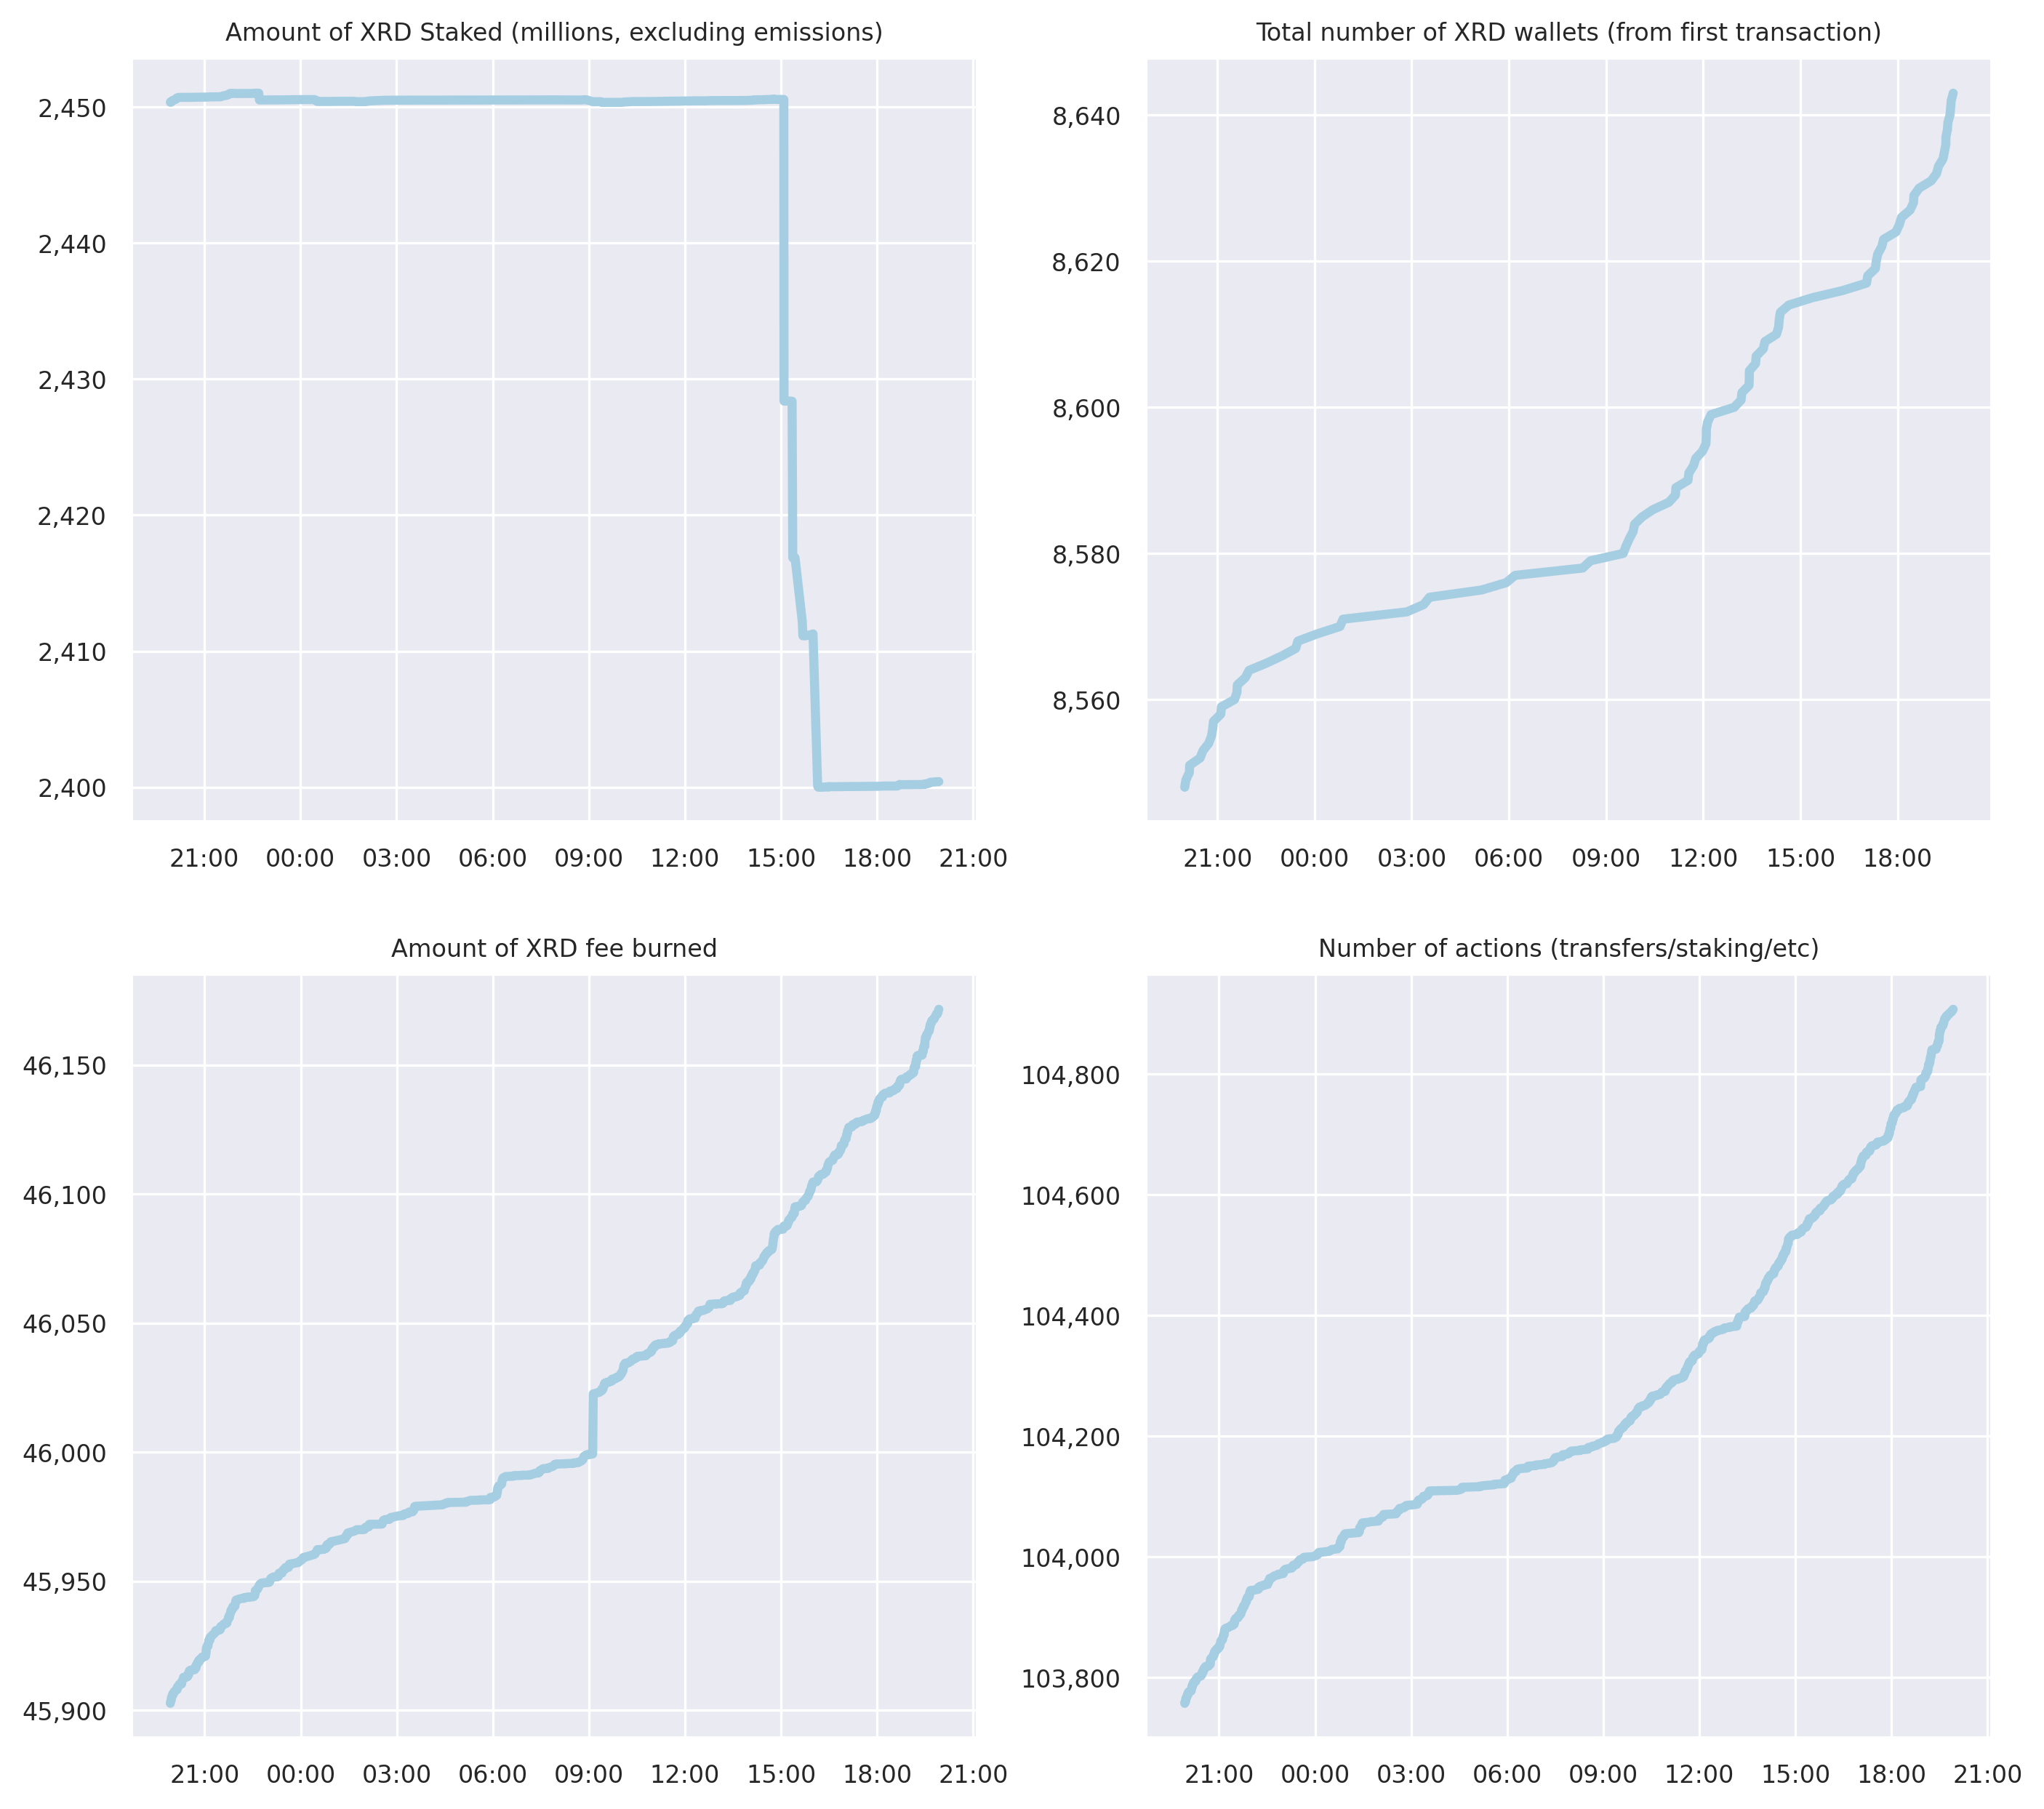 Amount of XRD Staked (millions, excluding emissions)
2,450
2,440
2,430
2,420
2,410
2,400
21:00 00:00 03:00 06:00 09:00 12:00 15:00 18:00 21:00
Total number of XRD wallets (from first transaction)
8,640
8,620
8,600
8,580
8,560
21:00 00:00 03:00 06:00 09:00 12:00 15:00 18:00
Amount of XRD fee burned
46,150
46,100
46,050
46,000
45,950
45,900
21:00 00:00 03:00 06:00 09:00 12:00 15:00 18:00 21:00
Number of actions (transfers/staking/etc)
104,800
104,600
104,400
104,200
104,000
103,800
21:00 00:00 03:00 06:00 09:00 12:00 15:00 18:00 21:00